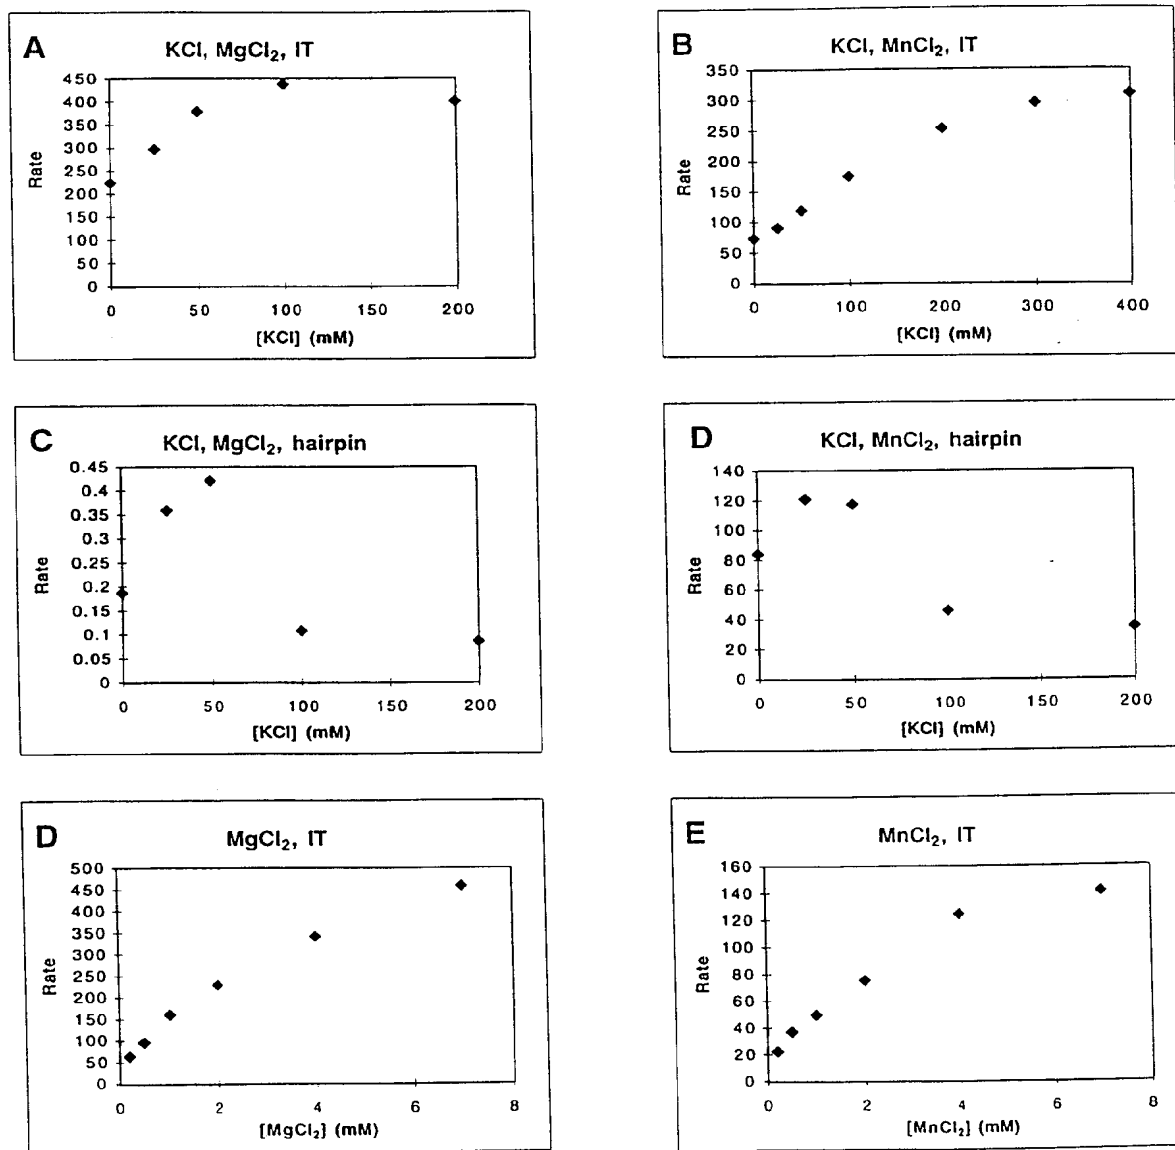 A
KCl, MgCl₂, IT
450
400
350
300
250
200
150
100
50
0
Rate
0 50 100 150 200
[KCl] (mM)
B
KCl, MnCl₂, IT
350
300
250
200
150
100
50
0
Rate
0 100 200 300 400
[KCl] (mM)
C
KCl, MgCl₂, hairpin
0.45
0.4
0.35
0.3
0.25
0.2
0.15
0.1
0.05
0
Rate
0 50 100 150 200
[KCl] (mM)
D
KCl, MnCl₂, hairpin
140
120
100
80
60
40
20
0
Rate
0 50 100 150 200
[KCl] (mM)
D
MgCl₂, IT
500
450
400
350
300
250
200
150
100
50
0
Rate
0 2 4 6 8
[MgCl₂] (mM)
E
MnCl₂, IT
160
140
120
100
80
60
40
20
0
Rate
0 2 4 6 8
[MnCl₂] (mM)